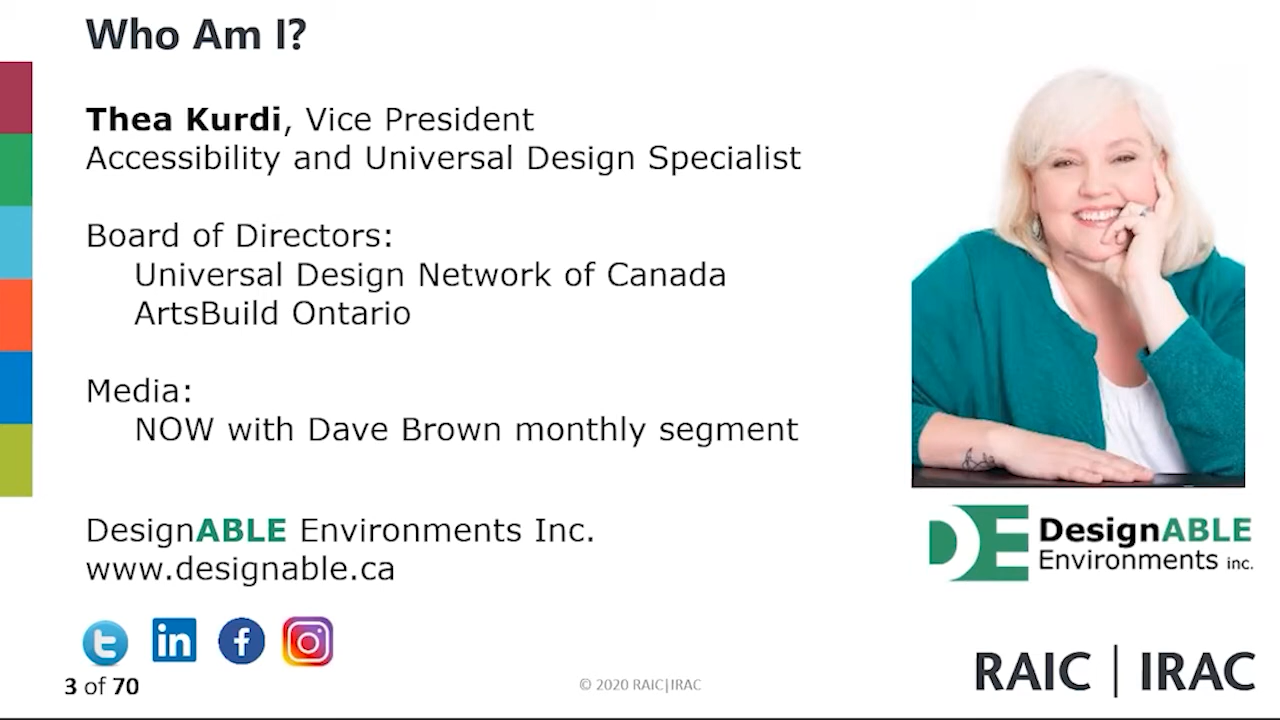 Who Am I?
Thea Kurdi, Vice President
Accessibility and Universal Design Specialist
Board of Directors:
Universal Design Network of Canada
ArtsBuild Ontario
Media:
NOW with Dave Brown monthly segment
DesignABLE Environments Inc.
www.designable.ca
DE DesignABLE
Environments inc.
3 of 70
© 2020 RAIC|IRAC
RAIC | IRAC